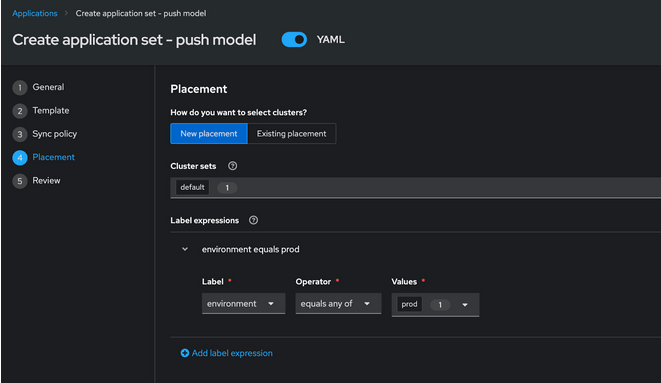 Applications > Create application set - push model
Create application set - push model YAML
1 General
2 Template
3 Sync policy
4 Placement
5 Review
Placement
How do you want to select clusters?
New placement Existing placement
Cluster sets ?
default 1
Label expressions ?
environment equals prod
Label * Operator * Values *
environment equals any of prod 1
Add label expression